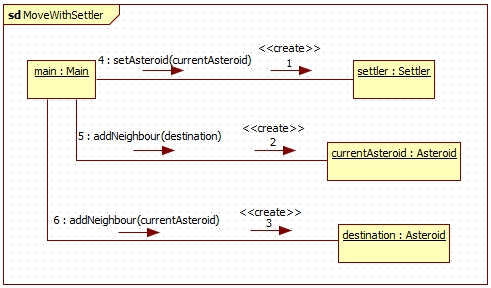 sd MoveWithSettler
<<create>>
4 : setAsteroid(currentAsteroid)
1
main : Main
settler : Settler
<<create>>
5 : addNeighbour(destination)
2
currentAsteroid : Asteroid
<<create>>
6 : addNeighbour(currentAsteroid)
3
destination : Asteroid